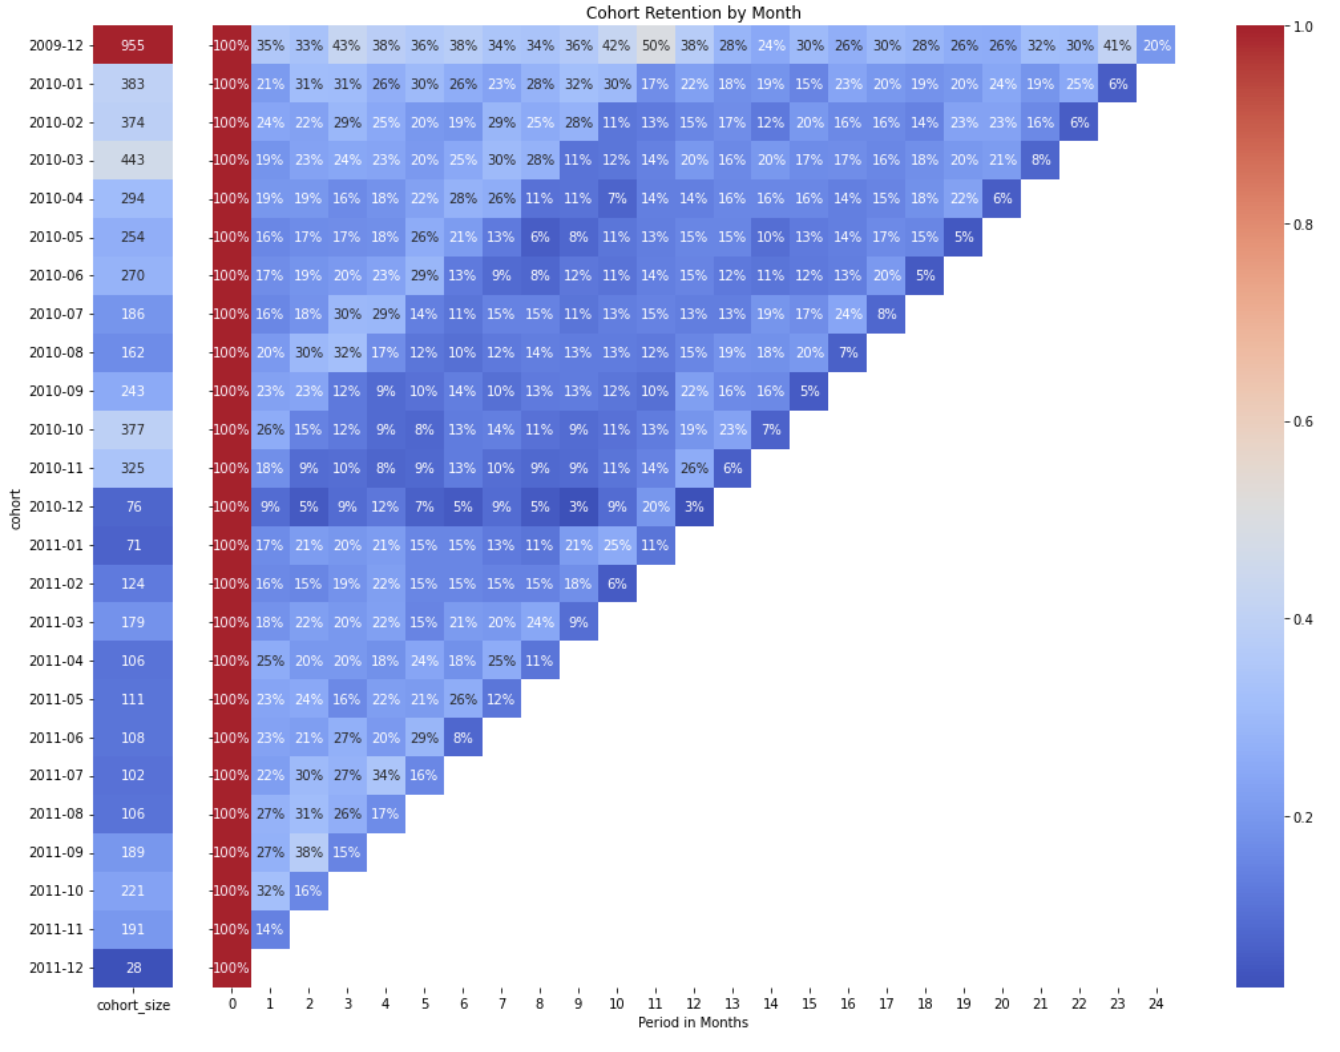 Cohort Retention by Month
2009-12 955 100% 35% 33% 43% 38% 36% 38% 34% 34% 36% 42% 50% 38% 28% 24% 30% 26% 30% 28% 26% 26% 32% 30% 41% 20% 1.0
2010-01 383 100% 21% 31% 31% 26% 30% 26% 23% 28% 32% 30% 17% 22% 18% 19% 15% 23% 20% 19% 20% 24% 19% 25% 6%
2010-02 374 100% 24% 22% 29% 25% 20% 19% 29% 25% 28% 11% 13% 15% 17% 12% 20% 16% 16% 14% 23% 23% 16% 6%
2010-03 443 100% 19% 23% 24% 23% 20% 25% 30% 28% 11% 12% 14% 20% 16% 20% 17% 17% 16% 18% 20% 21% 8%
2010-04 294 100% 19% 19% 16% 18% 22% 28% 26% 11% 11% 7% 14% 14% 16% 16% 16% 14% 15% 18% 22% 6%
0.8
2010-05 254 100% 16% 17% 17% 18% 26% 21% 13% 6% 8% 11% 13% 15% 15% 10% 13% 14% 17% 15% 5%
2010-06 270 100% 17% 19% 20% 23% 29% 13% 9% 8% 12% 11% 14% 15% 12% 11% 12% 13% 20% 5%
2010-07 186 100% 16% 18% 30% 29% 14% 11% 15% 15% 11% 13% 15% 13% 13% 19% 17% 24% 8%
2010-08 162 100% 20% 30% 32% 17% 12% 10% 12% 14% 13% 13% 12% 15% 19% 18% 20% 7%
2010-09 243 100% 23% 23% 12% 9% 10% 14% 10% 13% 13% 12% 10% 22% 16% 16% 5%
0.6
2010-10 377 100% 26% 15% 12% 9% 8% 13% 14% 11% 9% 11% 13% 19% 23% 7%
2010-11 325 100% 18% 9% 10% 8% 9% 13% 10% 9% 9% 11% 14% 26% 6%
cohort
2010-12 76 100% 9% 5% 9% 12% 7% 5% 9% 5% 3% 9% 20% 3%
2011-01 71 100% 17% 21% 20% 21% 15% 15% 13% 11% 21% 25% 11%
2011-02 124 100% 16% 15% 19% 22% 15% 15% 15% 15% 18% 6%
0.4
2011-03 179 100% 18% 22% 20% 22% 15% 21% 20% 24% 9%
2011-04 106 100% 25% 20% 20% 18% 24% 18% 25% 11%
2011-05 111 100% 23% 24% 16% 22% 21% 26% 12%
2011-06 108 100% 23% 21% 27% 20% 29% 8%
2011-07 102 100% 22% 30% 27% 34% 16%
2011-08 106 100% 27% 31% 26% 17%
0.2
2011-09 189 100% 27% 38% 15%
2011-10 221 100% 32% 16%
2011-11 191 100% 14%
2011-12 28 100%
cohort_size 0 1 2 3 4 5 6 7 8 9 10 11 12 13 14 15 16 17 18 19 20 21 22 23 24
Period in Months